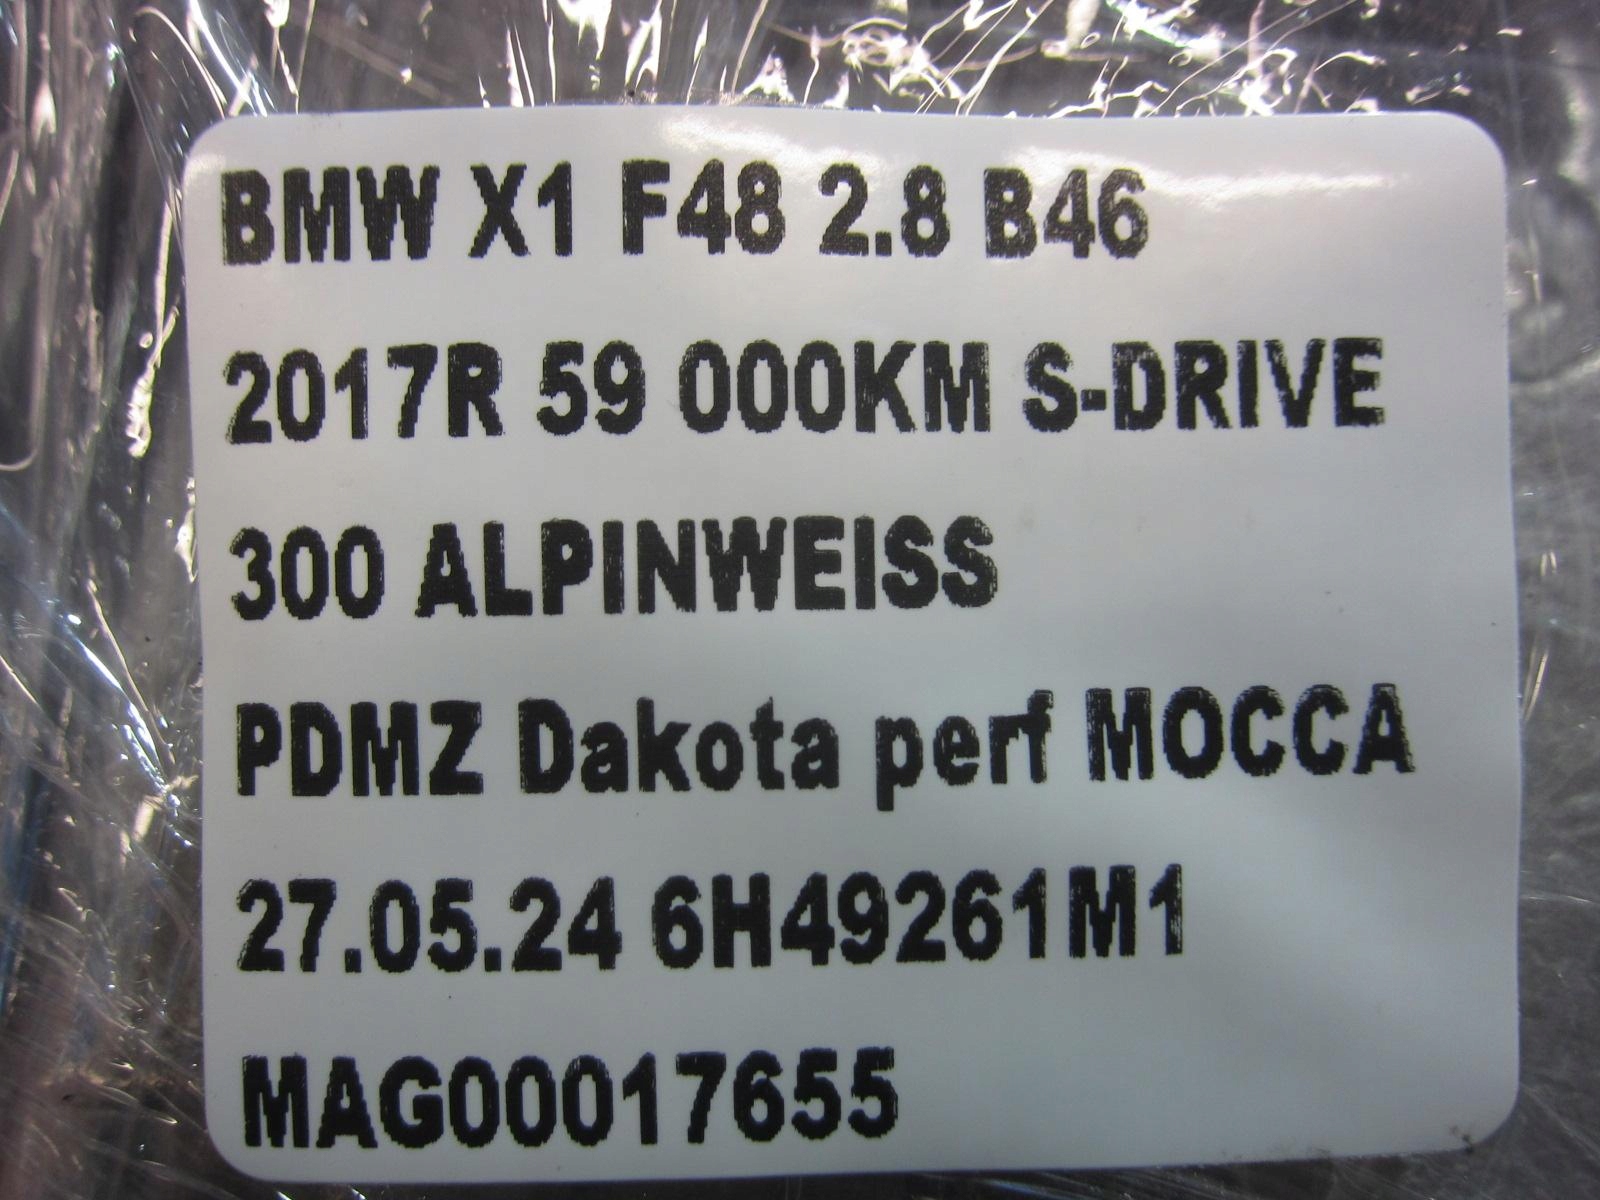 BMW X1 F48 2.8 B46
2017R 59 000KM S-DRIVE
300 ALPINWEISS
PDMZ Dakota perf MOCCA
27.05.24 6H49261M1
MAG00017655